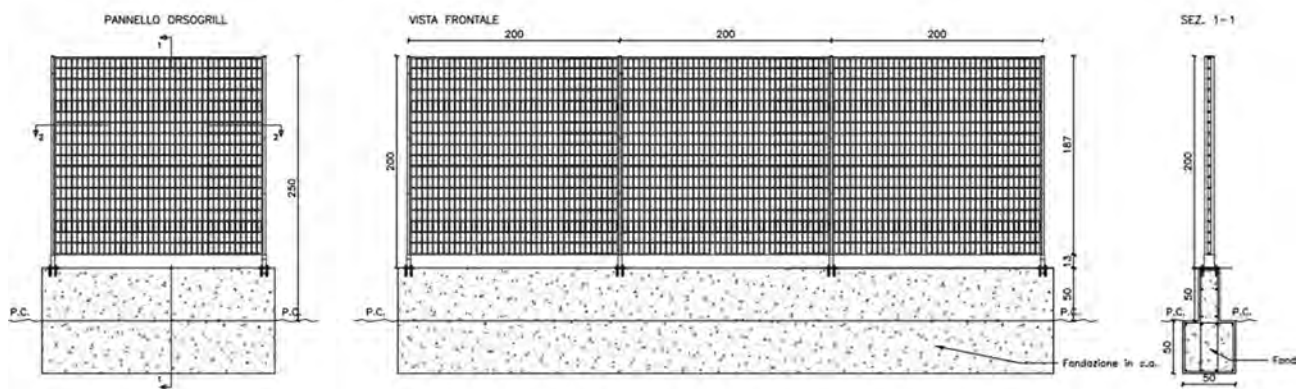 PANNELLO ORSOGRILL
1
2
2
250
P.C.
1
VISTA FRONTALE
200
200
200
200
187
13
50
P.C.
P.C.
Fondazione in c.a.
SEZ. 1-1
200
50
P.C.
P.C.
50
50
Fond